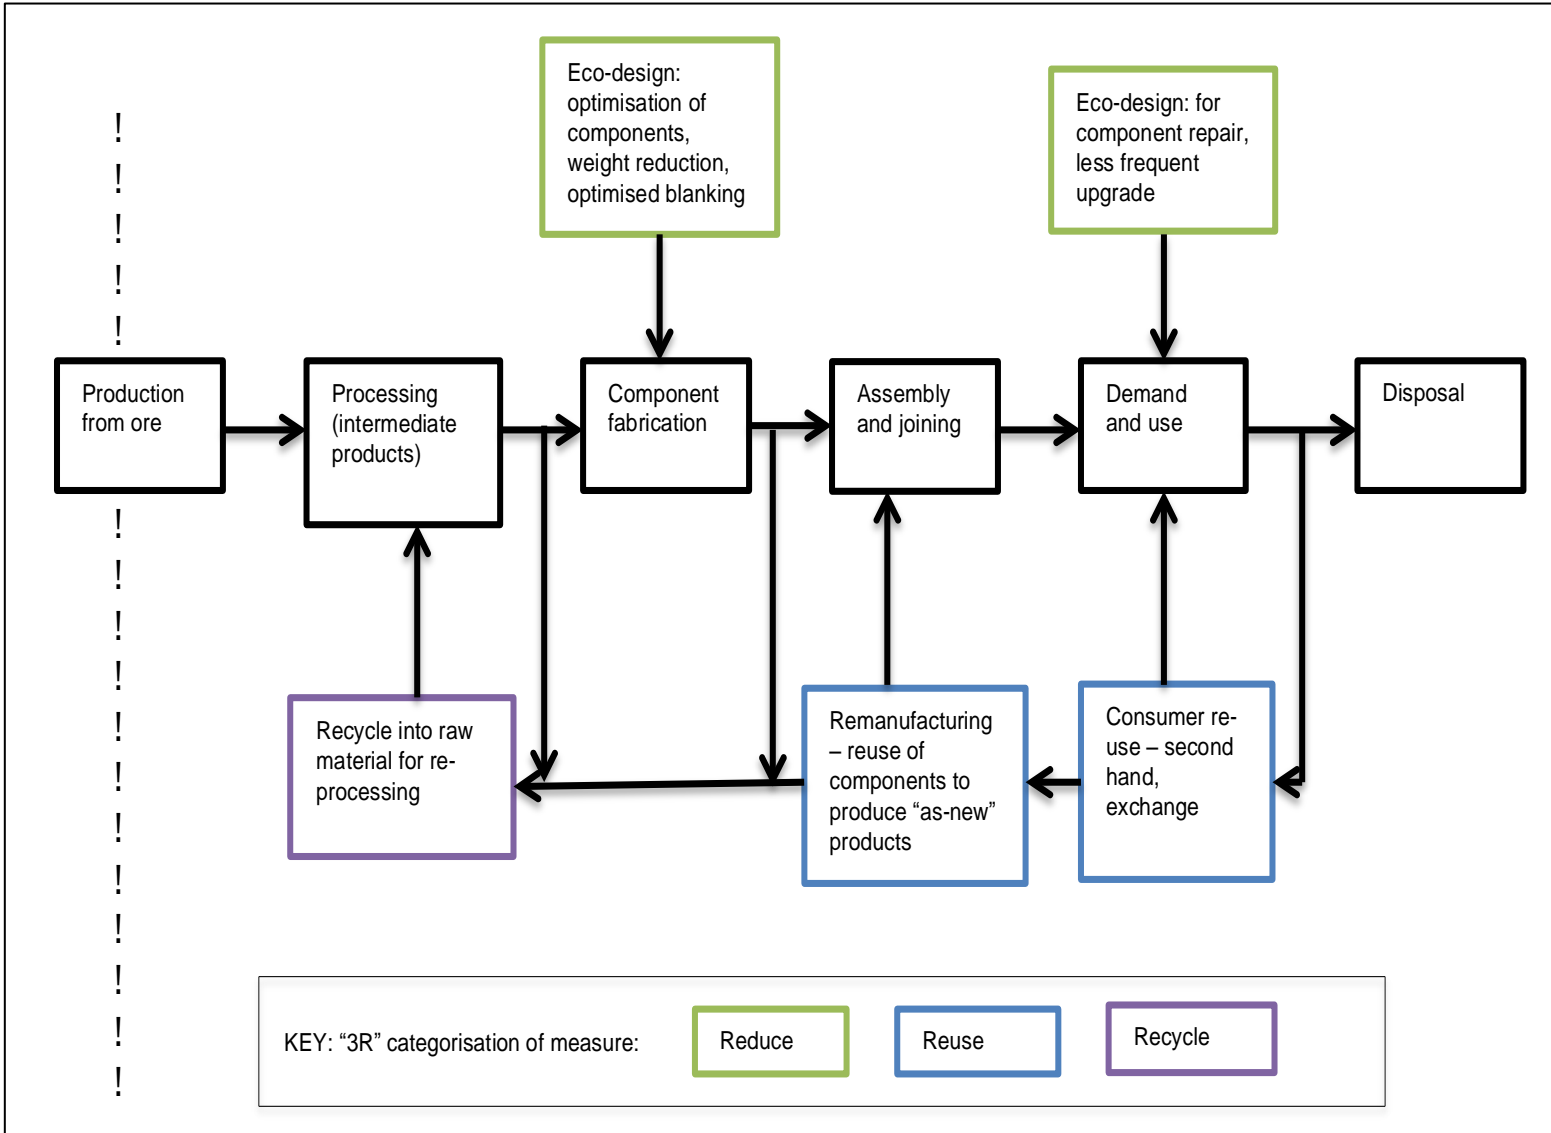 Eco-design:
optimisation of
components,
weight reduction,
optimised blanking
Eco-design: for
component repair,
less frequent
upgrade
!
!
!
!
!
Production
from ore
Processing
(intermediate
products)
Component
fabrication
Assembly
and joining
Demand
and use
Disposal
!
!
!
!
!
!
!
!
!
!
!
!
Recycle into raw
material for re-
processing
Remanufacturing
– reuse of
components to
produce “as-new”
products
Consumer re-
use – second
hand,
exchange
KEY: “3R” categorisation of measure:
Reduce
Reuse
Recycle